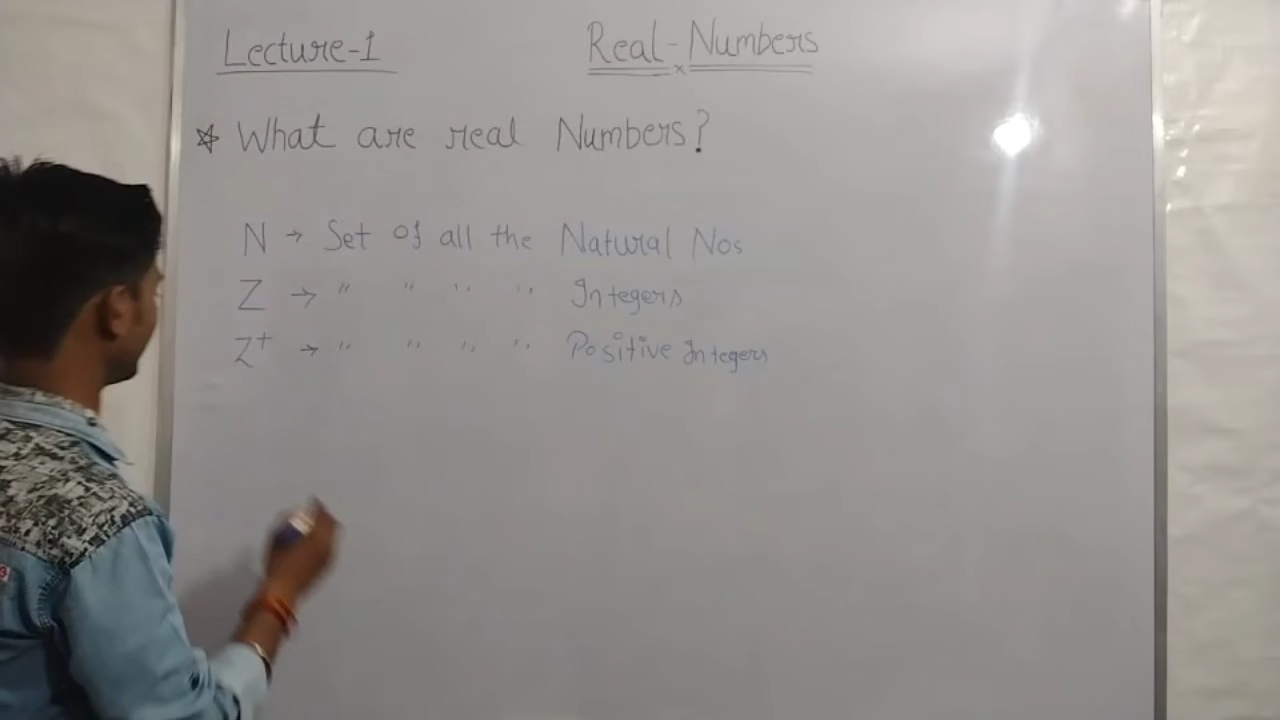 Lecture-1 Real-Numbers
x
☆ What are real Numbers?
N → Set of all the Natural Nos
Z → " " " " Integers
Z⁺ → " " " " Positive Integers